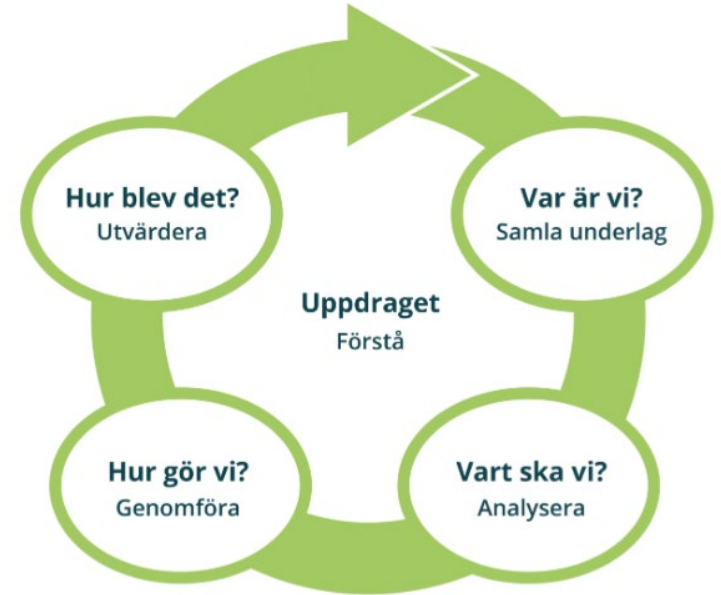 Hur blev det?
Utvärdera
Var är vi?
Samla underlag
Uppdraget
Förstå
Hur gör vi?
Genomföra
Vart ska vi?
Analysera